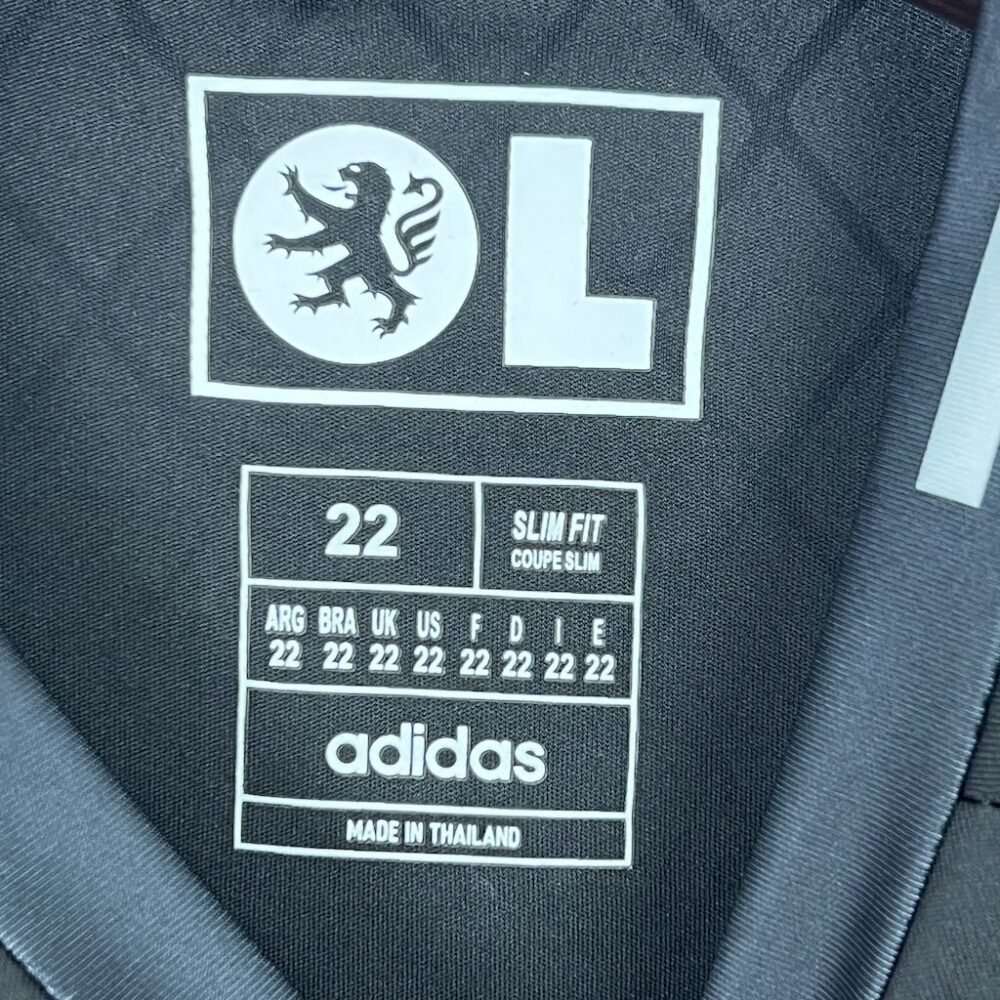 OL
22
SLIM FIT
COUPE SLIM
ARG BRA UK US F D I E
22 22 22 22 22 22 22 22
adidas
MADE IN THAILAND